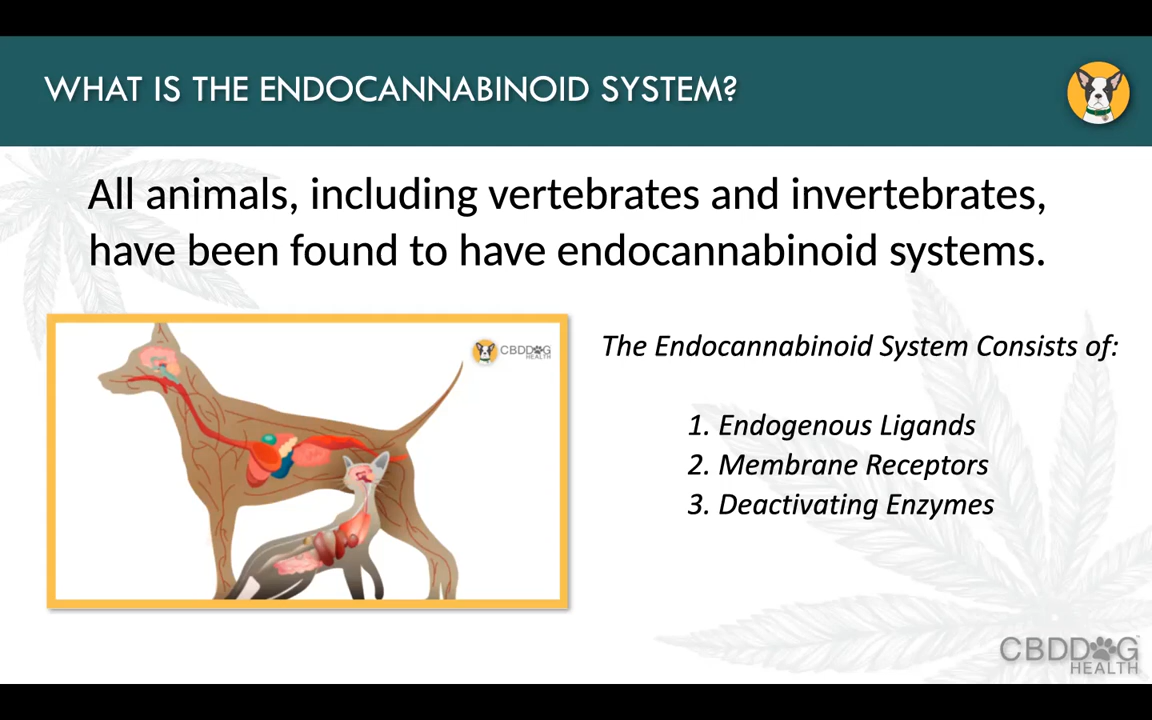 WHAT IS THE ENDOCANNABINOID SYSTEM?
All animals, including vertebrates and invertebrates,
have been found to have endocannabinoid systems.
CBDDOG
HEALTH
The Endocannabinoid System Consists of:
1. Endogenous Ligands
2. Membrane Receptors
3. Deactivating Enzymes
CBDDOG™
HEALTH